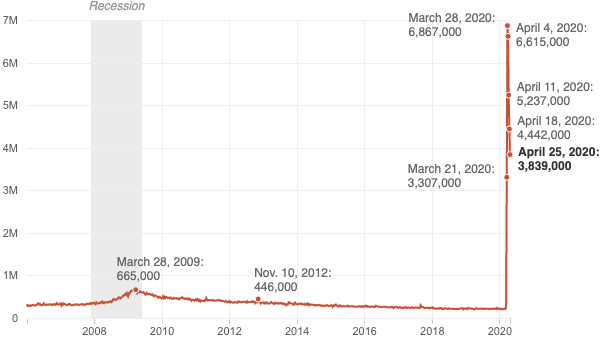 Recession
7M
6M
5M
4M
3M
2M
1M
0
March 28, 2020:
6,867,000
April 4, 2020:
6,615,000
April 11, 2020:
5,237,000
April 18, 2020:
4,442,000
April 25, 2020:
3,839,000
March 21, 2020:
3,307,000
March 28, 2009:
665,000
Nov. 10, 2012:
446,000
2008
2010
2012
2014
2016
2018
2020